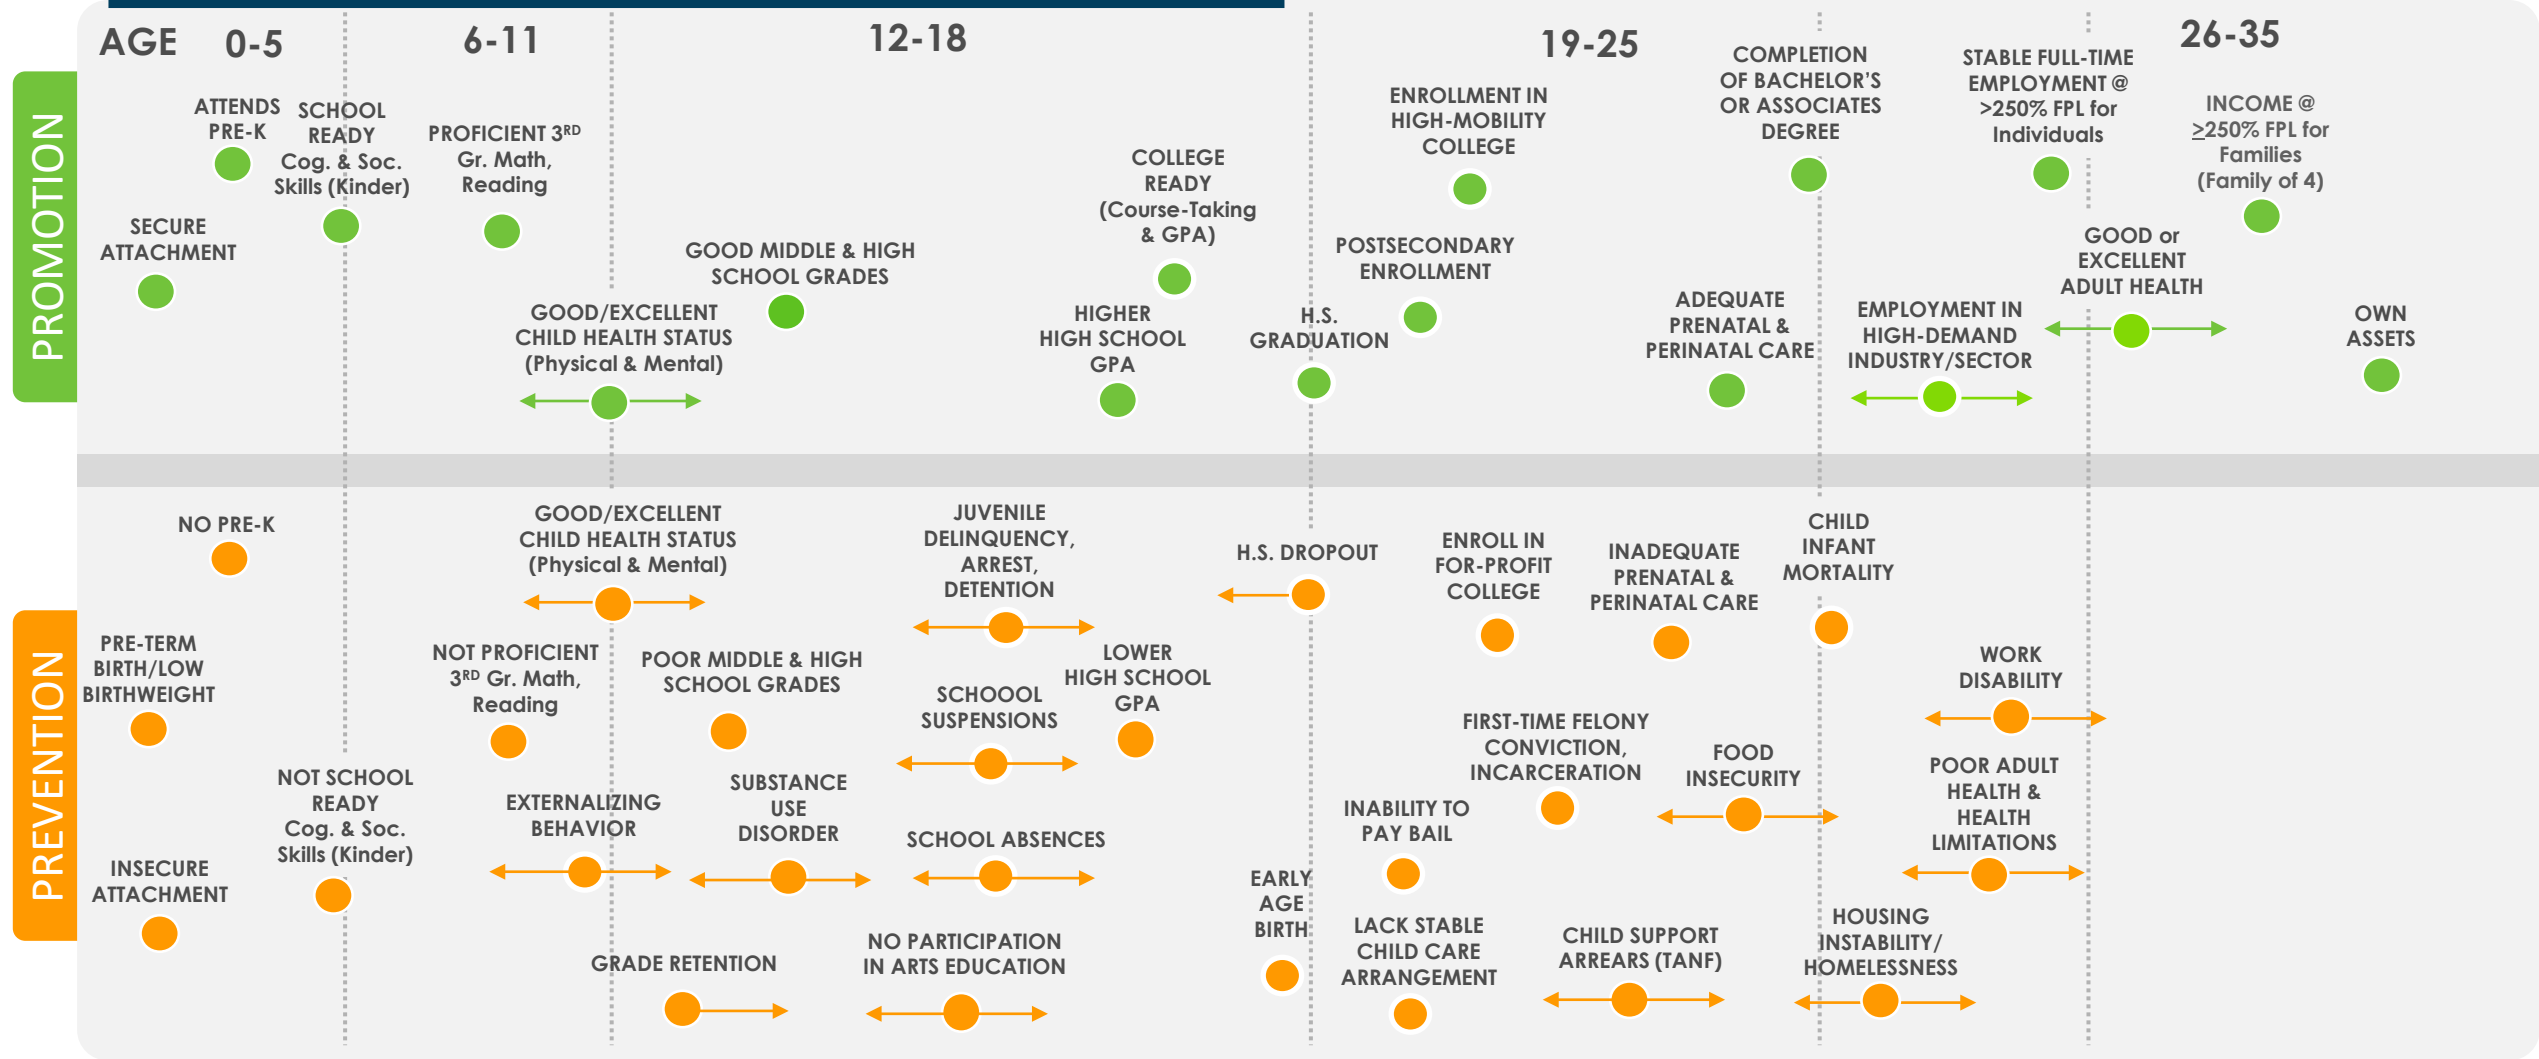 AGE
0-5
6-11
12-18
19-25
26-35
PROMOTION
ATTENDS
PRE-K
SCHOOL
READY
Cog. & Soc.
Skills (Kinder)
SECURE
ATTACHMENT
PROFICIENT 3RD
Gr. Math,
Reading
GOOD/EXCELLENT
CHILD HEALTH STATUS
(Physical & Mental)
GOOD MIDDLE & HIGH
SCHOOL GRADES
COLLEGE
READY
(Course-Taking
& GPA)
HIGHER
HIGH SCHOOL
GPA
H.S.
GRADUATION
ENROLLMENT IN
HIGH-MOBILITY
COLLEGE
POSTSECONDARY
ENROLLMENT
COMPLETION
OF BACHELOR'S
OR ASSOCIATES
DEGREE
ADEQUATE
PRENATAL &
PERINATAL CARE
STABLE FULL-TIME
EMPLOYMENT @
>250% FPL for
Individuals
EMPLOYMENT IN
HIGH-DEMAND
INDUSTRY/SECTOR
INCOME @
>250% FPL for
Families
(Family of 4)
GOOD or
EXCELLENT
ADULT HEALTH
OWN
ASSETS
PREVENTION
NO PRE-K
PRE-TERM
BIRTH/LOW
BIRTHWEIGHT
INSECURE
ATTACHMENT
NOT SCHOOL
READY
Cog. & Soc.
Skills (Kinder)
GOOD/EXCELLENT
CHILD HEALTH STATUS
(Physical & Mental)
NOT PROFICIENT
3RD Gr. Math,
Reading
EXTERNALIZING
BEHAVIOR
GRADE RETENTION
POOR MIDDLE & HIGH
SCHOOL GRADES
SUBSTANCE
USE
DISORDER
JUVENILE
DELINQUENCY,
ARREST,
DETENTION
SCHOOOL
SUSPENSIONS
SCHOOL ABSENCES
NO PARTICIPATION
IN ARTS EDUCATION
LOWER
HIGH SCHOOL
GPA
H.S. DROPOUT
EARLY
AGE
BIRTH
ENROLL IN
FOR-PROFIT
COLLEGE
INADEQUATE
PRENATAL &
PERINATAL CARE
FIRST-TIME FELONY
CONVICTION,
INCARCERATION
INABILITY TO
PAY BAIL
LACK STABLE
CHILD CARE
ARRANGEMENT
FOOD
INSECURITY
CHILD SUPPORT
ARREARS (TANF)
CHILD
INFANT
MORTALITY
WORK
DISABILITY
POOR ADULT
HEALTH &
HEALTH
LIMITATIONS
HOUSING
INSTABILITY/
HOMELESSNESS